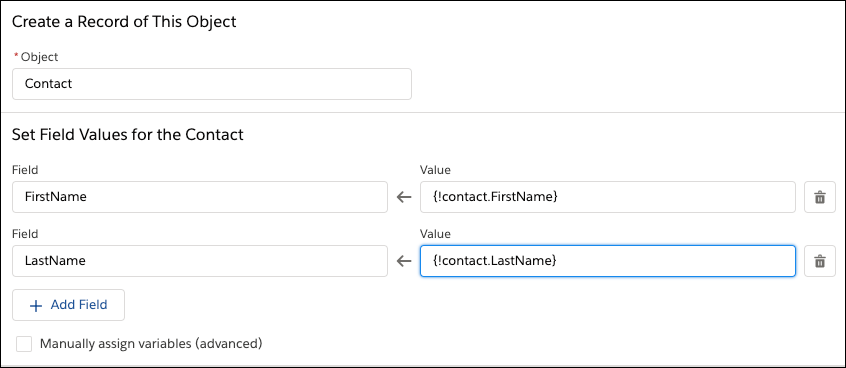 Create a Record of This Object
* Object
Contact
Set Field Values for the Contact
Field Value
FirstName {!contact.FirstName}
Field Value
LastName {!contact.LastName}
+ Add Field
Manually assign variables (advanced)